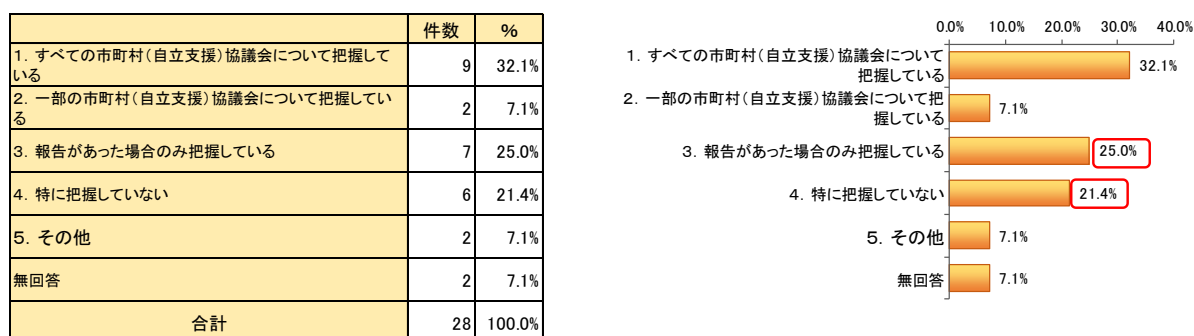 件数 %
1．すべての市町村（自立支援）協議会について把握して
いる
9 32.1%
2．一部の市町村（自立支援）協議会について把握してい
る
2 7.1%
3．報告があった場合のみ把握している 7 25.0%
4．特に把握していない 6 21.4%
5．その他 2 7.1%
無回答 2 7.1%
合計 28 100.0%
0.0% 10.0% 20.0% 30.0% 40.0%
1．すべての市町村（自立支援）協議会について
把握している
32.1%
2．一部の市町村（自立支援）協議会について把
握している
7.1%
3．報告があった場合のみ把握している 25.0%
4．特に把握していない 21.4%
5．その他 7.1%
無回答 7.1%